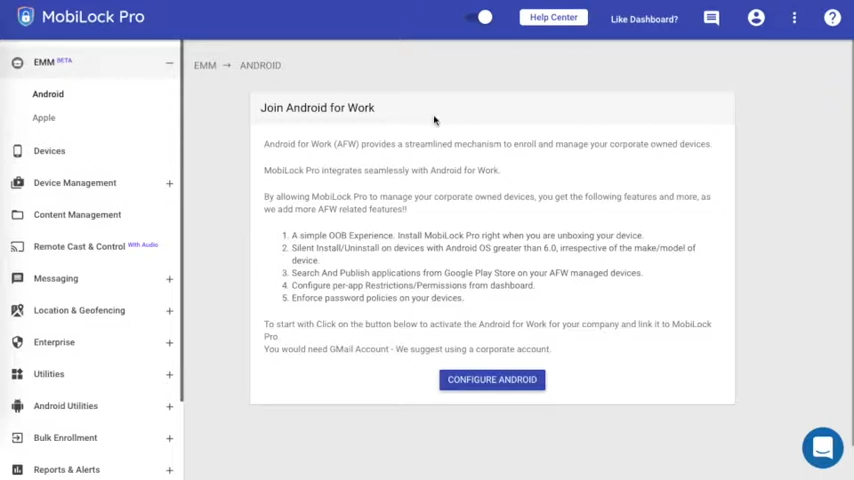 MobiLock Pro
Help Center
Like Dashboard?
EMM BETA
Android
Apple
Devices
Device Management
Content Management
Remote Cast & Control With Audio
Messaging
Location & Geofencing
Enterprise
Utilities
Android Utilities
Bulk Enrollment
Reports & Alerts
EMM → ANDROID
Join Android for Work
Android for Work (AFW) provides a streamlined mechanism to enroll and manage your corporate owned devices.
MobiLock Pro integrates seamlessly with Android for Work.
By allowing MobiLock Pro to manage your corporate owned devices, you get the following features and more, as
we add more AFW related features!!
1. A simple OOB Experience. Install MobiLock Pro right when you are unboxing your device.
2. Silent Install/Uninstall on devices with Android OS greater than 6.0, irrespective of the make/model of
device.
3. Search And Publish applications from Google Play Store on your AFW managed devices.
4. Configure per-app Restrictions/Permissions from dashboard.
5. Enforce password policies on your devices.
To start with Click on the button below to activate the Android for Work for your company and link it to MobiLock
Pro.
You would need GMail Account - We suggest using a corporate account.
CONFIGURE ANDROID